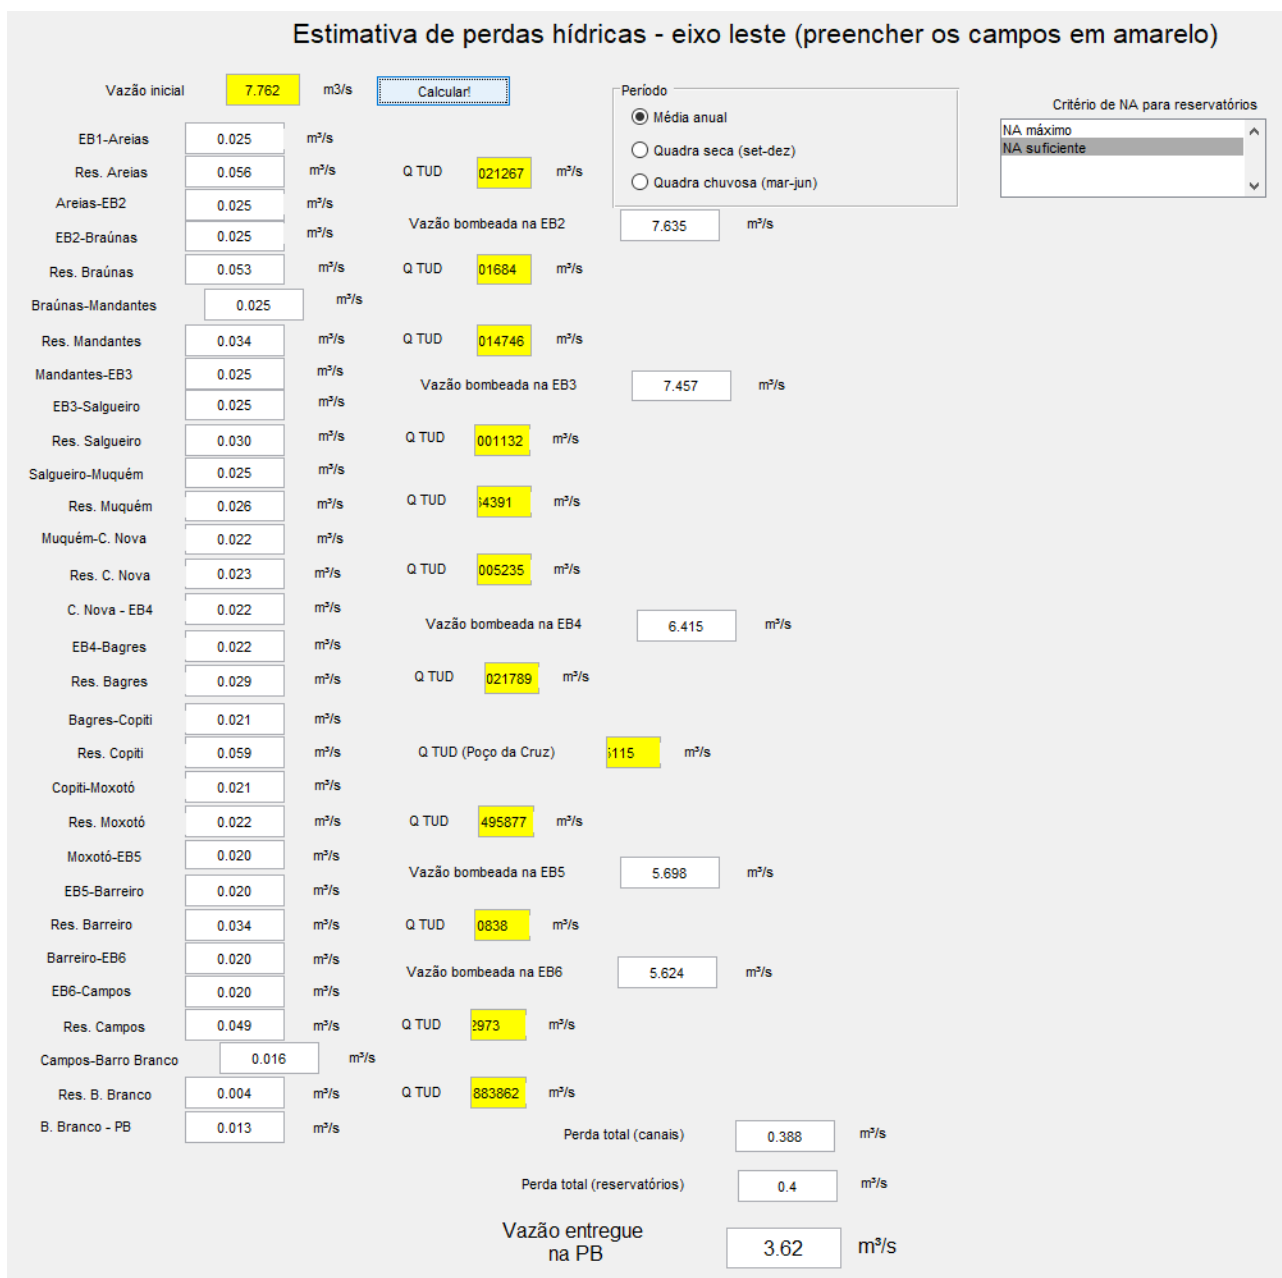 Estimativa de perdas hídricas - eixo leste (preencher os campos em amarelo)
Vazão inicial 7.762 m3/s Calcular!
Período
Média anual
Quadra seca (set-dez)
Quadra chuvosa (mar-jun)
Critério de NA para reservatórios
NA máximo
NA suficiente
EB1-Areias 0.025 m³/s
Res. Areias 0.056 m³/s Q TUD 021267 m³/s
Areias-EB2 0.025 m³/s
Vazão bombeada na EB2 7.635 m³/s
EB2-Braúnas 0.025 m³/s
Res. Braúnas 0.053 m³/s Q TUD 01684 m³/s
Braúnas-Mandantes 0.025 m³/s
Res. Mandantes 0.034 m³/s Q TUD 014746 m³/s
Mandantes-EB3 0.025 m³/s
Vazão bombeada na EB3 7.457 m³/s
EB3-Salgueiro 0.025 m³/s
Res. Salgueiro 0.030 m³/s Q TUD 001132 m³/s
Salgueiro-Muquém 0.025 m³/s
Res. Muquém 0.026 m³/s Q TUD 4391 m³/s
Muquém-C. Nova 0.022 m³/s
Res. C. Nova 0.023 m³/s Q TUD 005235 m³/s
C. Nova - EB4 0.022 m³/s
Vazão bombeada na EB4 6.415 m³/s
EB4-Bagres 0.022 m³/s
Res. Bagres 0.029 m³/s Q TUD 021789 m³/s
Bagres-Copiti 0.021 m³/s
Res. Copiti 0.059 m³/s Q TUD (Poço da Cruz) 115 m³/s
Copiti-Moxotó 0.021 m³/s
Res. Moxotó 0.022 m³/s Q TUD 495877 m³/s
Moxotó-EB5 0.020 m³/s
Vazão bombeada na EB5 5.698 m³/s
EB5-Barreiro 0.020 m³/s
Res. Barreiro 0.034 m³/s Q TUD 0838 m³/s
Barreiro-EB6 0.020 m³/s
Vazão bombeada na EB6 5.624 m³/s
EB6-Campos 0.020 m³/s
Res. Campos 0.049 m³/s Q TUD 2973 m³/s
Campos-Barro Branco 0.016 m³/s
Res. B. Branco 0.004 m³/s Q TUD 883862 m³/s
B. Branco - PB 0.013 m³/s
Perda total (canais) 0.388 m³/s
Perda total (reservatórios) 0.4 m³/s
Vazão entregue
na PB 3.62 m³/s